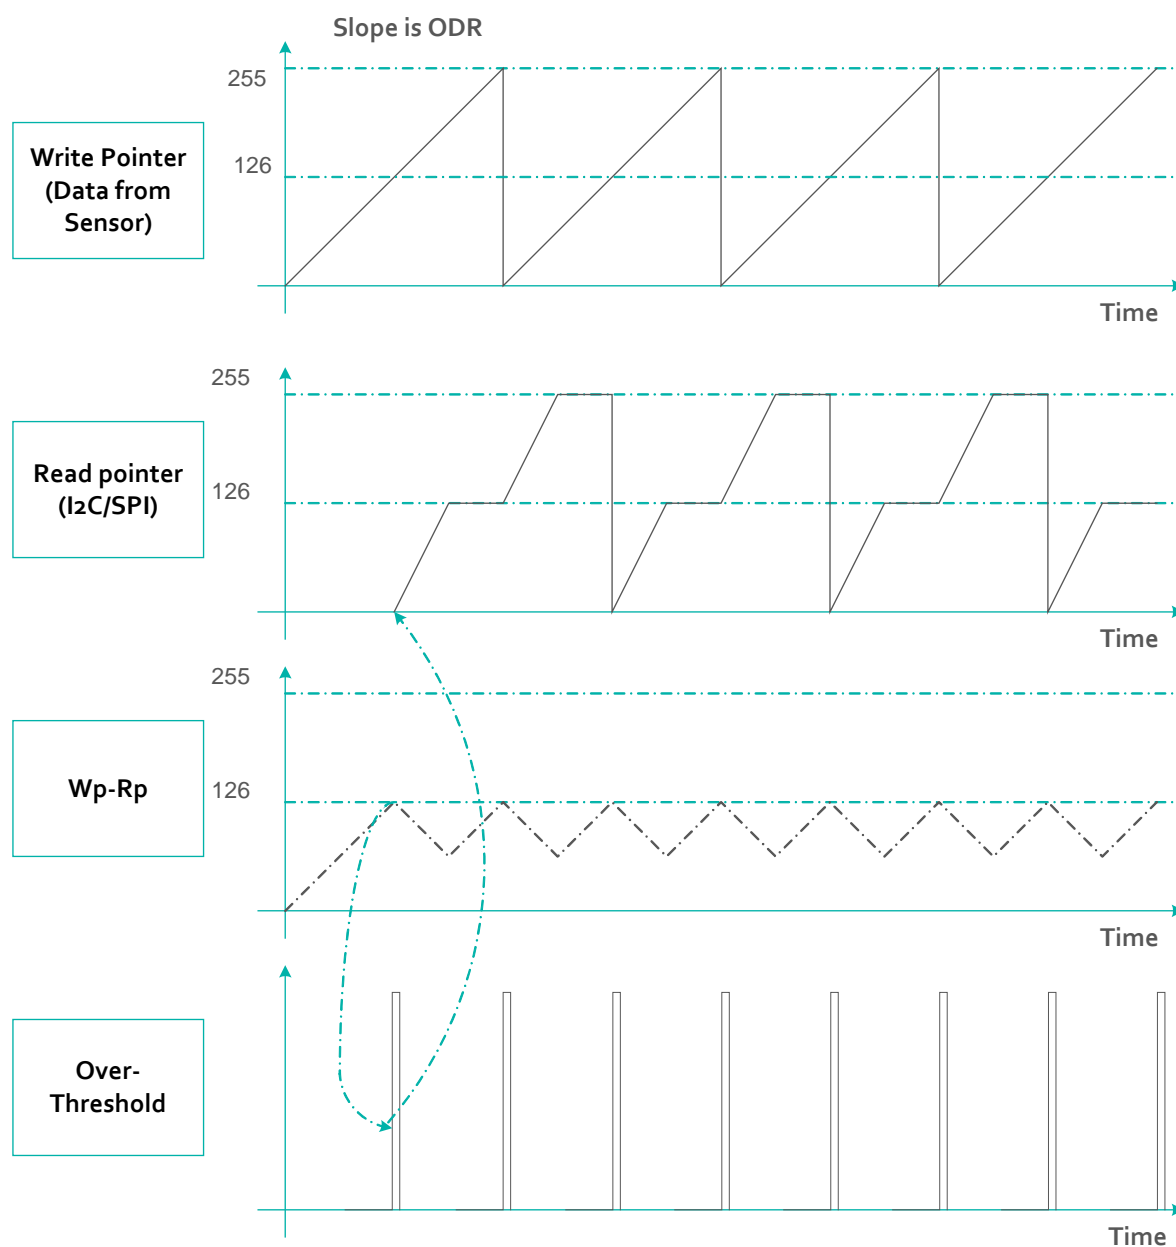 Slope is ODR
255
126
Write Pointer
(Data from
Sensor)
Time
255
126
Read pointer
(I2C/SPI)
Time
255
126
Wp-Rp
Time
Over-
Threshold
Time